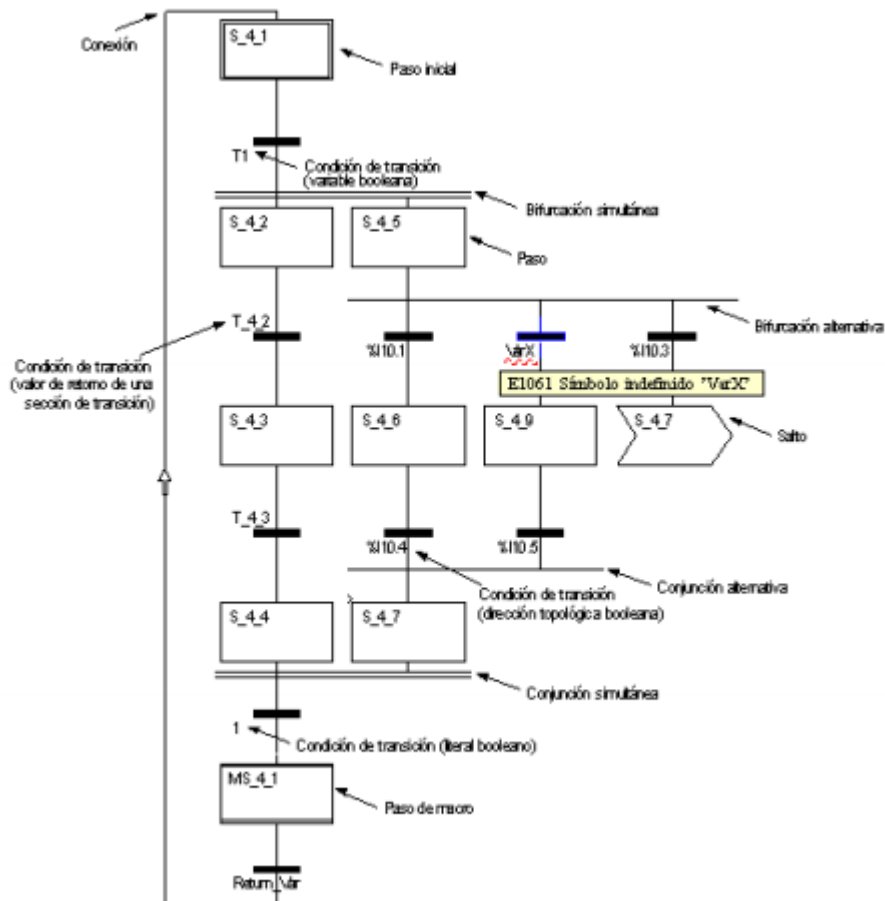 S_4_1
Conexión
Paso inicial
T1
Condición de transición
(variable booleana)
Bifurcación simultánea
S_4_2
S_4_5
Paso
T_4_2
%I10.1
VarX
%I10.3
Bifurcación alternativa
Condición de transición
(valor de retorno de una
sección de transición)
E1061 Símbolo indefinido "VarX"
S_4_3
S_4_6
S_4_9
S_4_7
Salto
T_4_3
%I10.4
%I10.5
Conjunción alternativa
Condición de transición
(dirección topológica booleana)
S_4_4
S_4_7
Conjunción simultánea
1
Condición de transición (literal booleano)
MS_4_1
Paso de macro
Return_Var